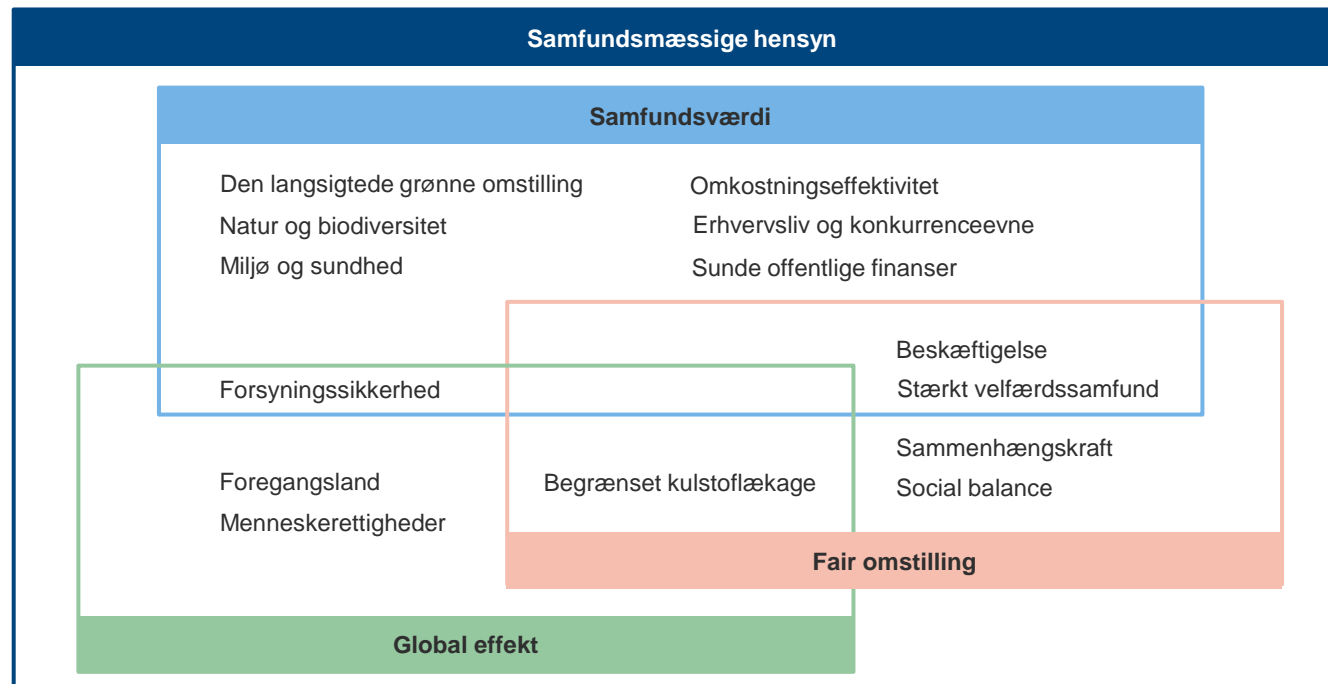 Samfundsmæssige hensyn
Samfundsværdi
Den langsigtede grønne omstilling
Natur og biodiversitet
Miljø og sundhed
Omkostningseffektivitet
Erhvervsliv og konkurrenceevne
Sunde offentlige finanser
Beskæftigelse
Stærkt velfærdssamfund
Forsyningssikkerhed
Foregangsland
Menneskerettigheder
Begrænset kulstoflækage
Sammenhængskraft
Social balance
Fair omstilling
Global effekt